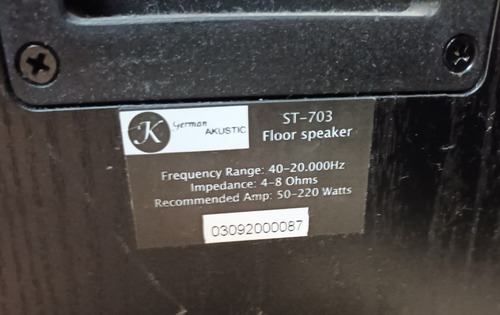 K German AKUSTIC
ST-703
Floor speaker
Frequency Range: 40-20.000Hz
Impedance: 4-8 Ohms
Recommended Amp: 50-220 Watts
03092000087